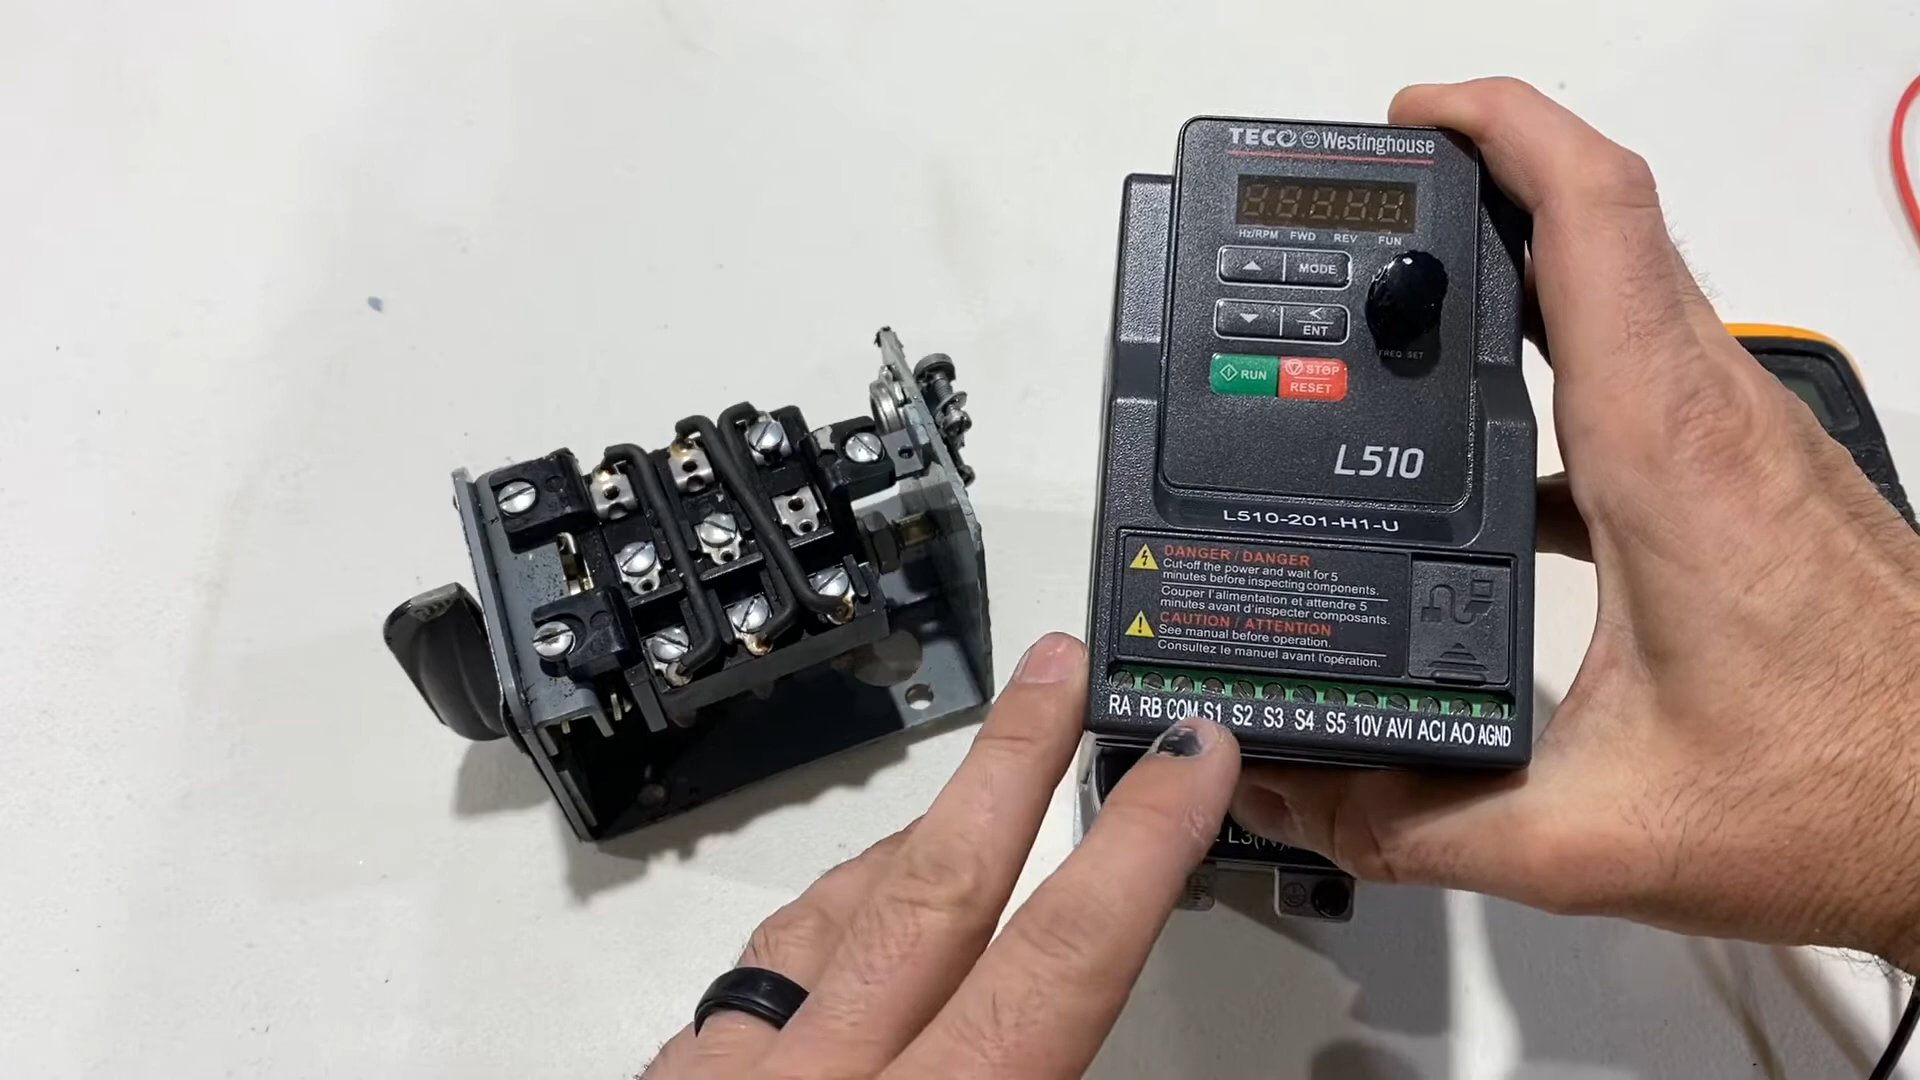 TECO Westinghouse
Hz/RPM FWD REV FUN
MODE
<
ENT
FREQ SET
RUN
STOP
RESET
L510
L510-201-H1-U
DANGER / DANGER
Cut-off the power and wait for 5
minutes before inspecting components.
Couper l'alimentation et attendre 5
minutes avant d'inspecter composants.
CAUTION / ATTENTION
See manual before operation.
Consultez le manuel avant l'opération.
RA RB COM S1 S2 S3 S4 S5 10V AVI ACI AO AGND
L3(N)